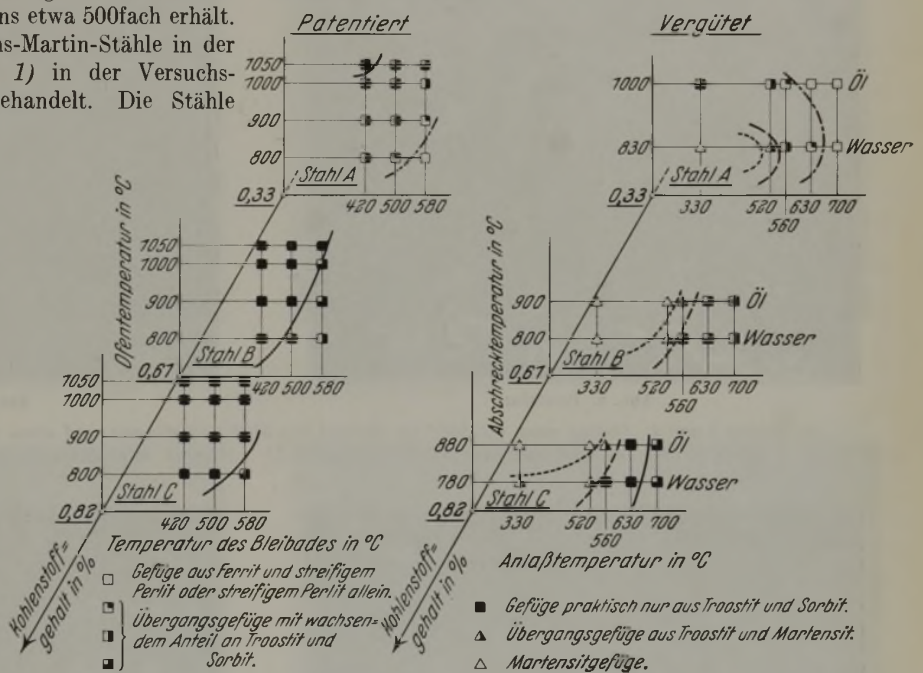 ns etwa 500fach erhält.
ns-Martin-Stähle in der
1) in der Versuchs-
ehandelt. Die Stähle
Patentiert
Ofentemperatur in °C
1050
1000
900
800
Stahl A
0,33
420 500 580
1050
1000
900
800
Stahl B
0,67
420 500 580
1050
1000
900
800
Stahl C
0,82
420 500 580
Temperatur des Bleibades in °C
Kohlenstoff=
gehalt in %
Vergütet
Abschrecktemperatur in °C
1000
Öl
830
Wasser
Stahl A
0,33
330 520 630 700
560
900
Öl
800
Wasser
Stahl B
0,67
330 520 630 700
560
880
Öl
780
Wasser
Stahl C
0,82
330 520 630 700
560
Anlaßtemperatur in °C
Kohlenstoff=
gehalt in %
Gefüge aus Ferrit und streifigem
Perlit oder streifigem Perlit allein.
Übergangsgefüge mit wachsen=
dem Anteil an Troostit und
Sorbit.
Gefüge praktisch nur aus Troostit und Sorbit.
Übergangsgefüge aus Troostit und Martensit.
Martensitgefüge.